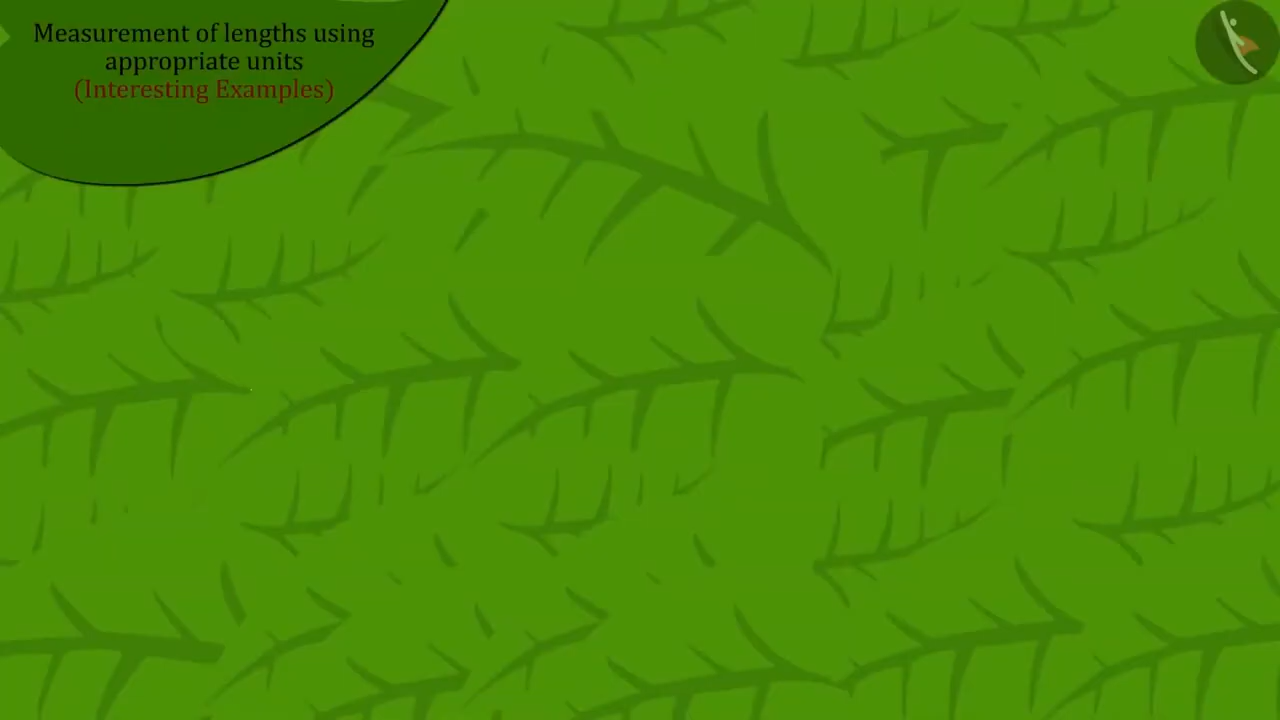 Measurement of lengths using
appropriate units
(Interesting Examples)